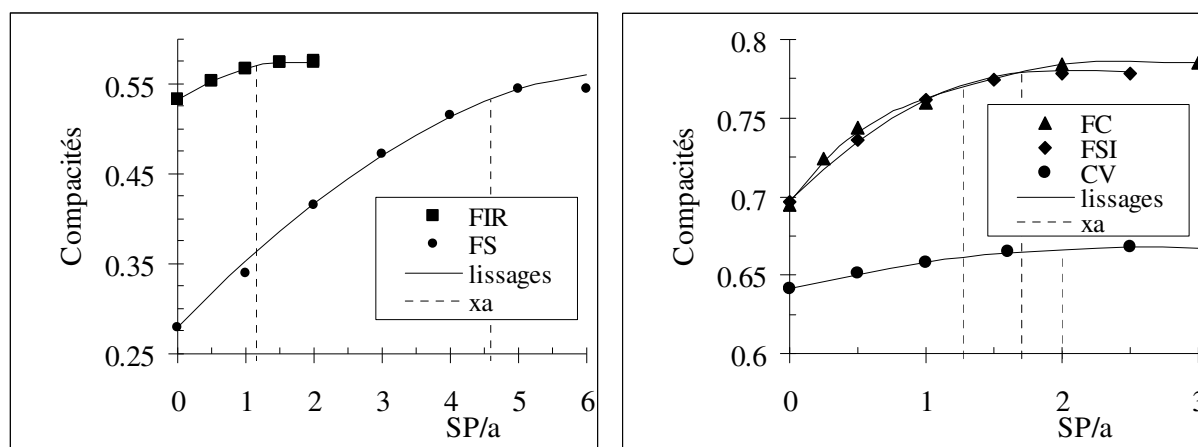 Compacités
0.55
0.45
0.35
0.25
0 1 2 3 4 5 6
SP/a
FIR
FS
lissages
xa
Compacités
0.8
0.75
0.7
0.65
0.6
0 1 2 3
SP/a
FC
FSI
CV
lissages
xa